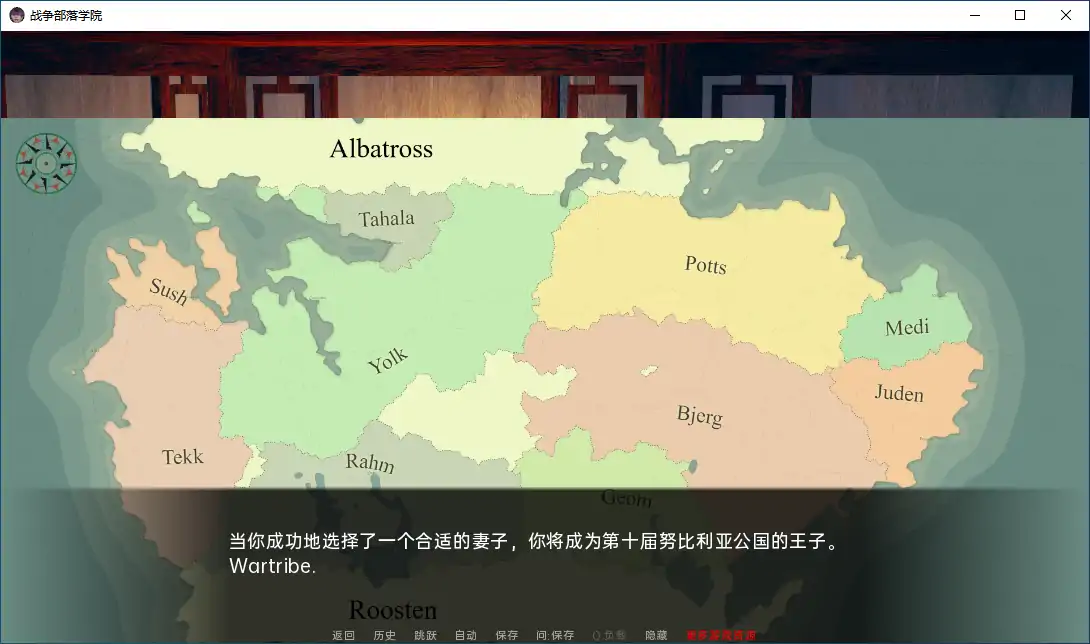 战争部落学院
Albatross
Tahala
Potts
Sush
Medi
Yolk
Juden
Bjerg
Tekk
Rahm
Geom
当你成功地选择了一个合适的妻子，你将成为第十届努比利亚公国的王子。
Wartribe.
Roosten
返回 历史 跳跃 自动 保存 问:保存 Q 负载 隐藏